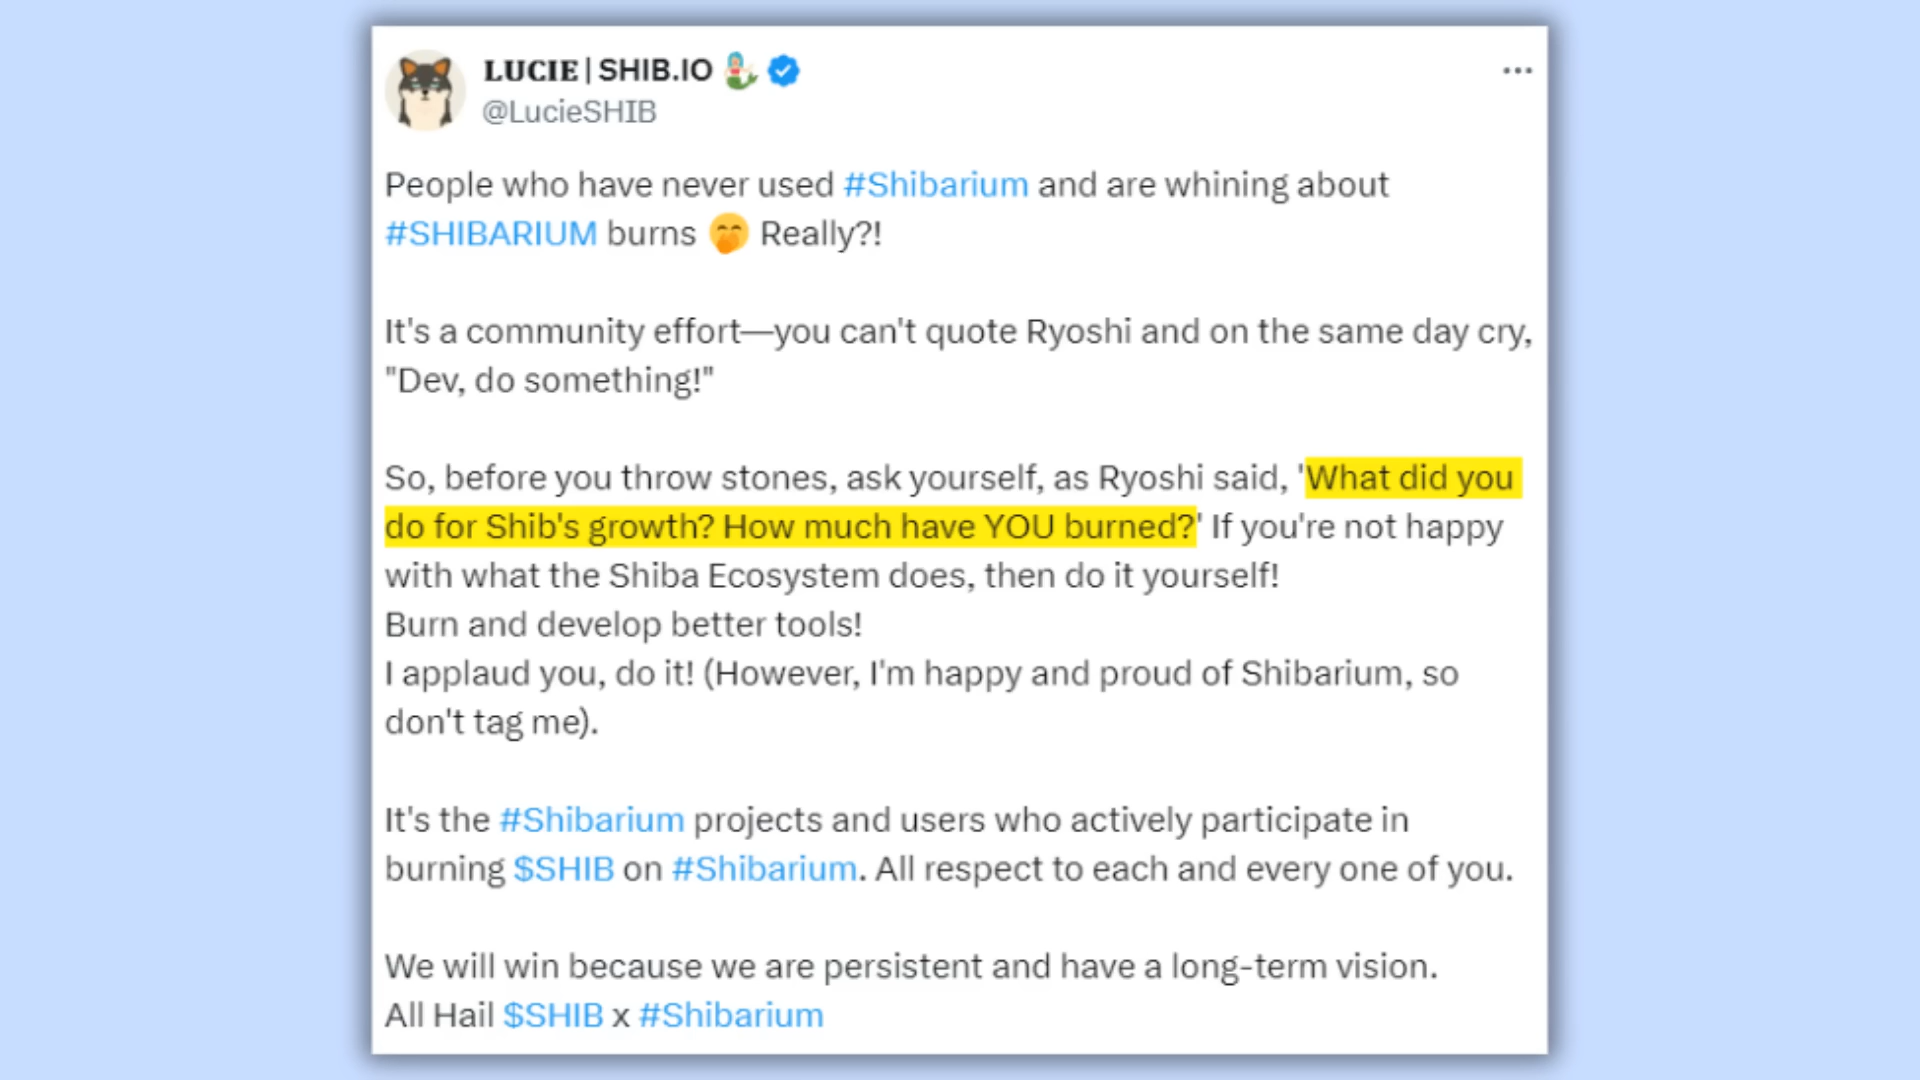 LUCIE | SHIB.IO 🧜‍♀️
@LucieSHIB
People who have never used #Shibarium and are whining about
#SHIBARIUM burns 🤭 Really?!
It's a community effort—you can't quote Ryoshi and on the same day cry,
"Dev, do something!"
So, before you throw stones, ask yourself, as Ryoshi said, 'What did you
do for Shib's growth? How much have YOU burned?' If you're not happy
with what the Shiba Ecosystem does, then do it yourself!
Burn and develop better tools!
I applaud you, do it! (However, I'm happy and proud of Shibarium, so
don't tag me).
It's the #Shibarium projects and users who actively participate in
burning $SHIB on #Shibarium. All respect to each and every one of you.
We will win because we are persistent and have a long-term vision.
All Hail $SHIB x #Shibarium